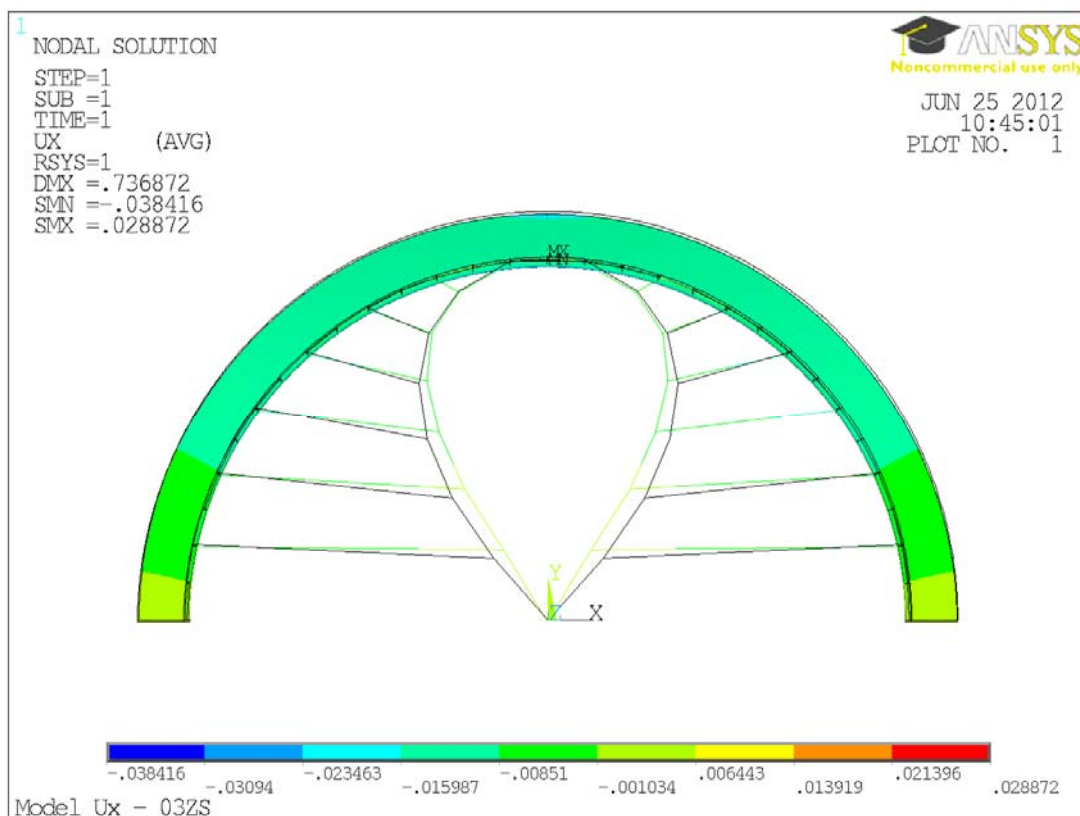 1
NODAL SOLUTION
STEP=1
SUB =1
TIME=1
UX (AVG)
RSYS=1
DMX =.736872
SMN =-.038416
SMX =.028872
ANSYS
Noncommercial use only
JUN 25 2012
10:45:01
PLOT NO. 1
MX
MN
Y
Z X
-.038416 -.023463 -.00851 .006443 .021396
-.03094 -.015987 -.001034 .013919 .028872
Model Ux - 03ZS